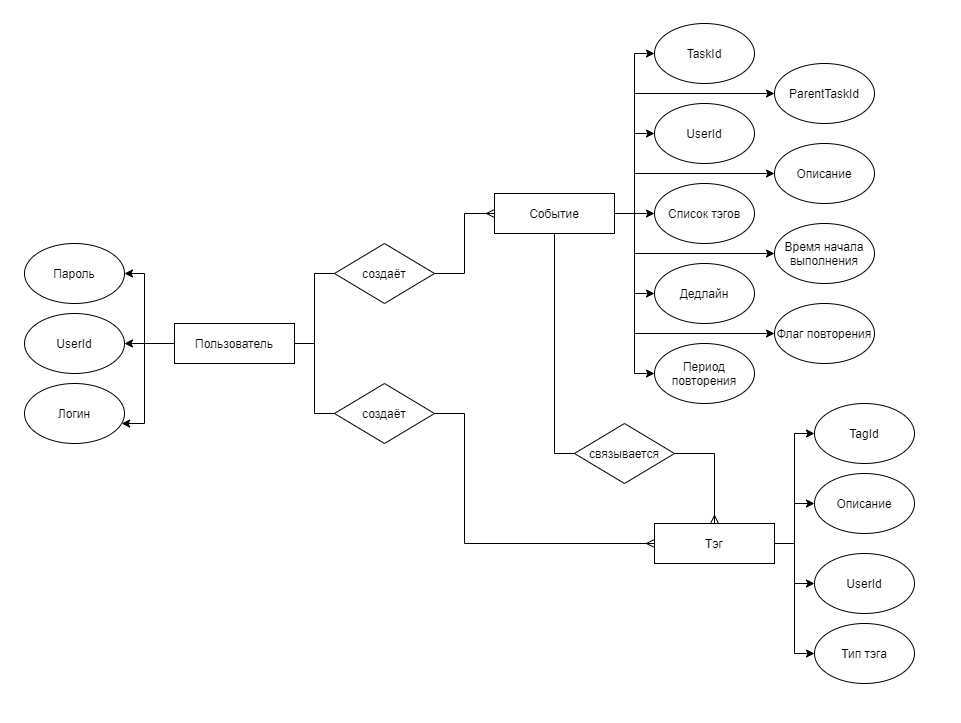 TaskId
ParentTaskId
UserId
Описание
Событие
Список тэгов
Время начала
выполнения
создаёт
Пароль
Дедлайн
Флаг повторения
UserId
Пользователь
Период
повторения
Логин
создаёт
TagId
связывается
Описание
Тэг
UserId
Тип тэга